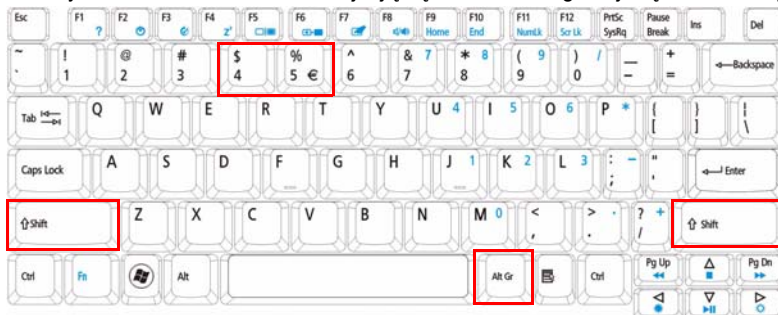 Esc F1 ? F2 F3 F4 zz F5 F6 F7 F8 F9 Home F10 End F11 NumLk F12 Scr Lk PrtSc SysRq Pause Break Ins Del
~ ` ! 1 @ 2 # 3 $ 4 % 5 € ^ 6 & 7 7 * 8 8 ( 9 9 ) 0 / _ - + = Backspace
Tab Q W E R T Y U 4 I 5 O 6 P * { [ } ] | \
Caps Lock A S D F G H J 1 K 2 L 3 : ; - " ' Enter
Shift Z X C V B N M 0 < , > . . ? / + Shift
Ctrl Fn Alt Alt Gr Ctrl Pg Up Pg Dn